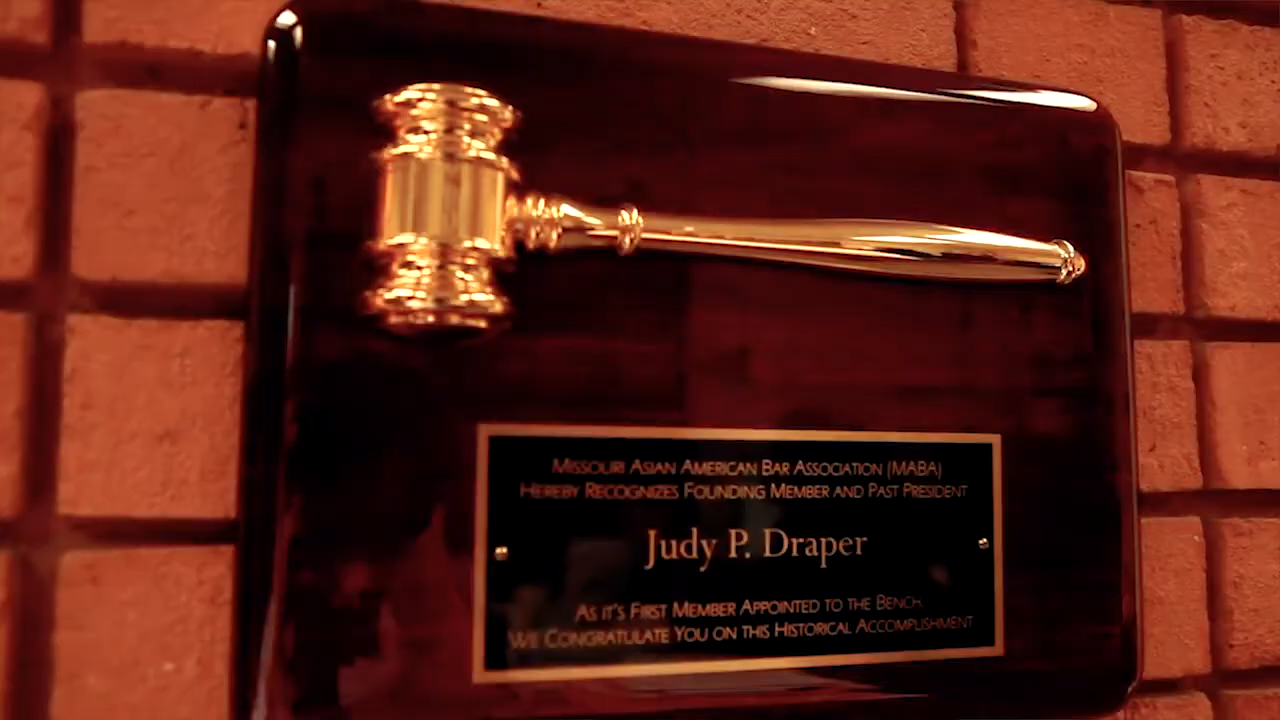 MISSOURI ASIAN AMERICAN BAR ASSOCIATION (MABA)
HEREBY RECOGNIZES FOUNDING MEMBER AND PAST PRESIDENT
Judy P. Draper
AS IT'S FIRST MEMBER APPOINTED TO THE BENCH.
WE CONGRATULATE YOU ON THIS HISTORICAL ACCOMPLISHMENT